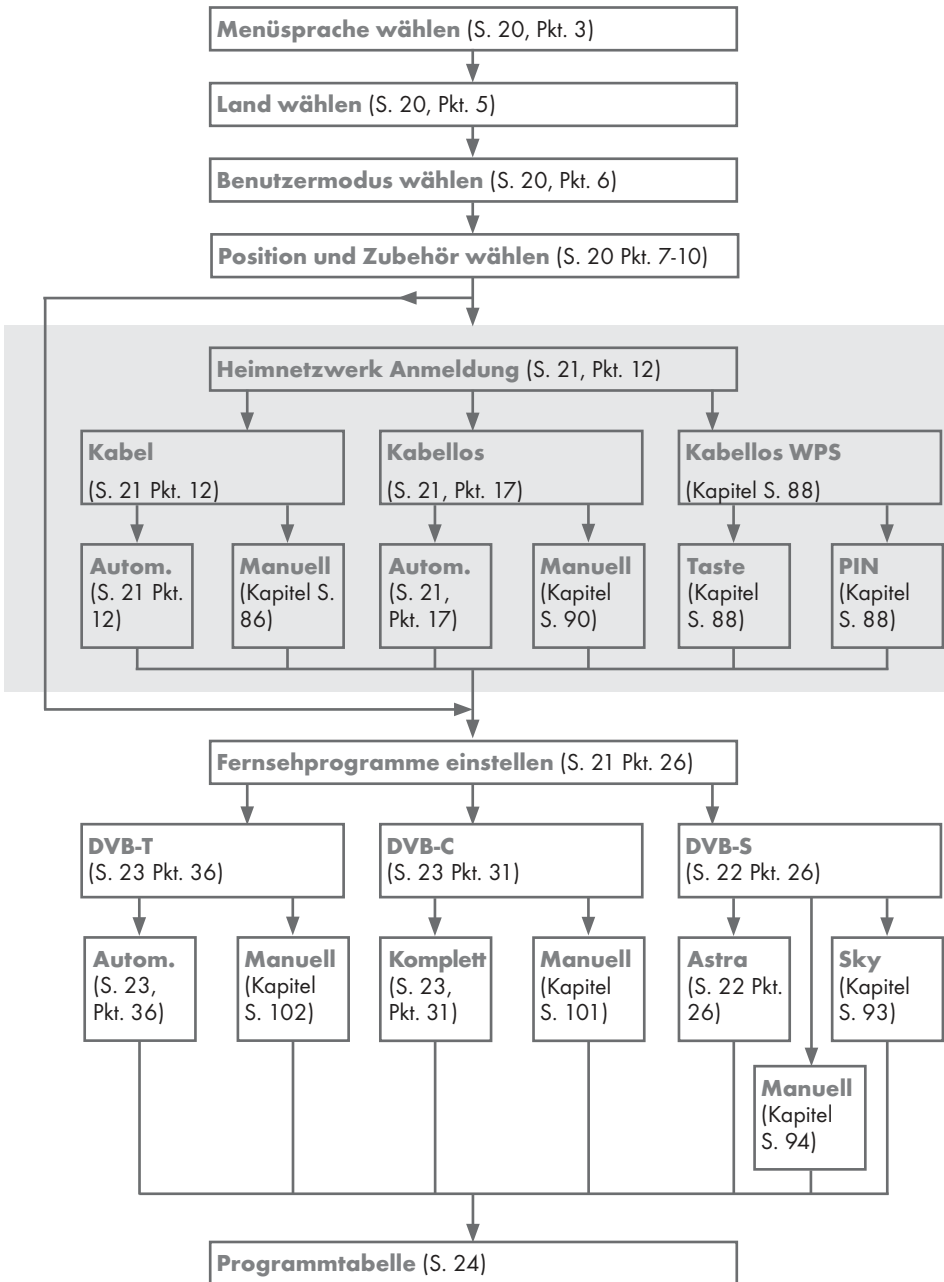 Menüsprache wählen (S. 20, Pkt. 3)
Land wählen (S. 20, Pkt. 5)
Benutzermodus wählen (S. 20, Pkt. 6)
Position und Zubehör wählen (S. 20 Pkt. 7-10)
Heimnetzwerk Anmeldung (S. 21, Pkt. 12)
Kabel
(S. 21 Pkt. 12)
Kabellos
(S. 21, Pkt. 17)
Kabellos WPS
(Kapitel S. 88)
Autom.
(S. 21 Pkt.
12)
Manuell
(Kapitel S.
86)
Autom.
(S. 21,
Pkt. 17)
Manuell
(Kapitel
S. 90)
Taste
(Kapitel
S. 88)
PIN
(Kapitel
S. 88)
Fernsehprogramme einstellen (S. 21 Pkt. 26)
DVB-T
(S. 23 Pkt. 36)
DVB-C
(S. 23 Pkt. 31)
DVB-S
(S. 22 Pkt. 26)
Autom.
(S. 23,
Pkt. 36)
Manuell
(Kapitel
S. 102)
Komplett
(S. 23,
Pkt. 31)
Manuell
(Kapitel
S. 101)
Astra
(S. 22 Pkt.
26)
Sky
(Kapitel
S. 93)
Manuell
(Kapitel
S. 94)
Programmtabelle (S. 24)